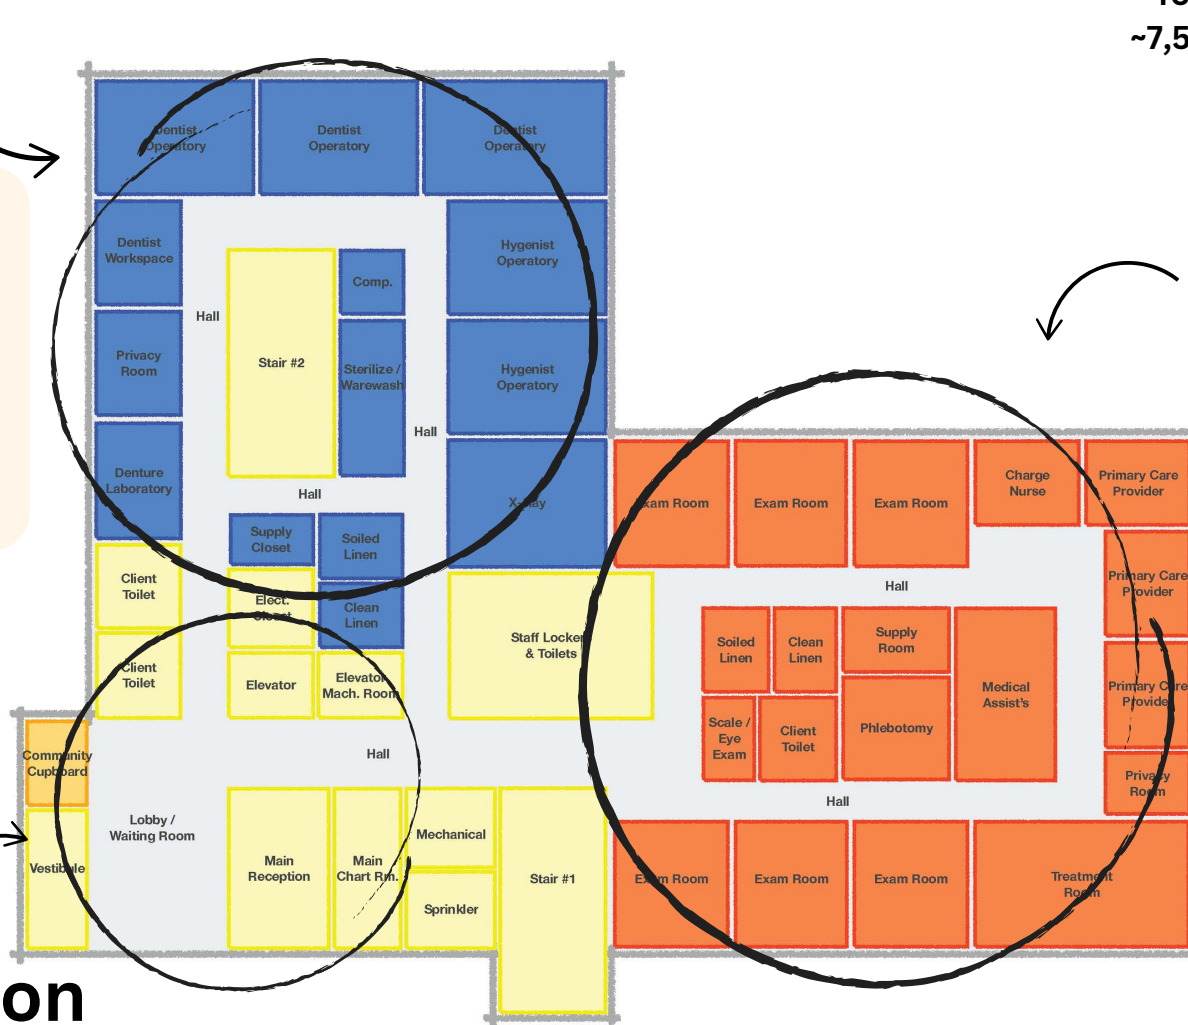 ~7,5
Dentist
Operatory
Dentist
Operatory
Dentist
Operatory
Dentist
Workspace
Hygenist
Operatory
Comp.
Hall
Privacy
Room
Stair #2
Sterilize /
Warewash
Hygenist
Operatory
Hall
Denture
Laboratory
Hall
X-Ray
Supply
Closet
Soiled
Linen
Client
Toilet
Elect.
Closet
Clean
Linen
Staff Locker
& Toilets
Client
Toilet
Elevator
Elevator
Mach. Room
Community
Cupboard
Hall
Lobby /
Waiting Room
Vestibule
Main
Reception
Main
Chart Rm.
Mechanical
Sprinkler
Stair #1
Exam Room
Exam Room
Exam Room
Charge
Nurse
Primary Care
Provider
Hall
Primary Care
Provider
Soiled
Linen
Clean
Linen
Supply
Room
Medical
Assist's
Primary Care
Provider
Scale /
Eye
Exam
Client
Toilet
Phlebotomy
Privacy
Room
Hall
Exam Room
Exam Room
Exam Room
Treatment
Room
on